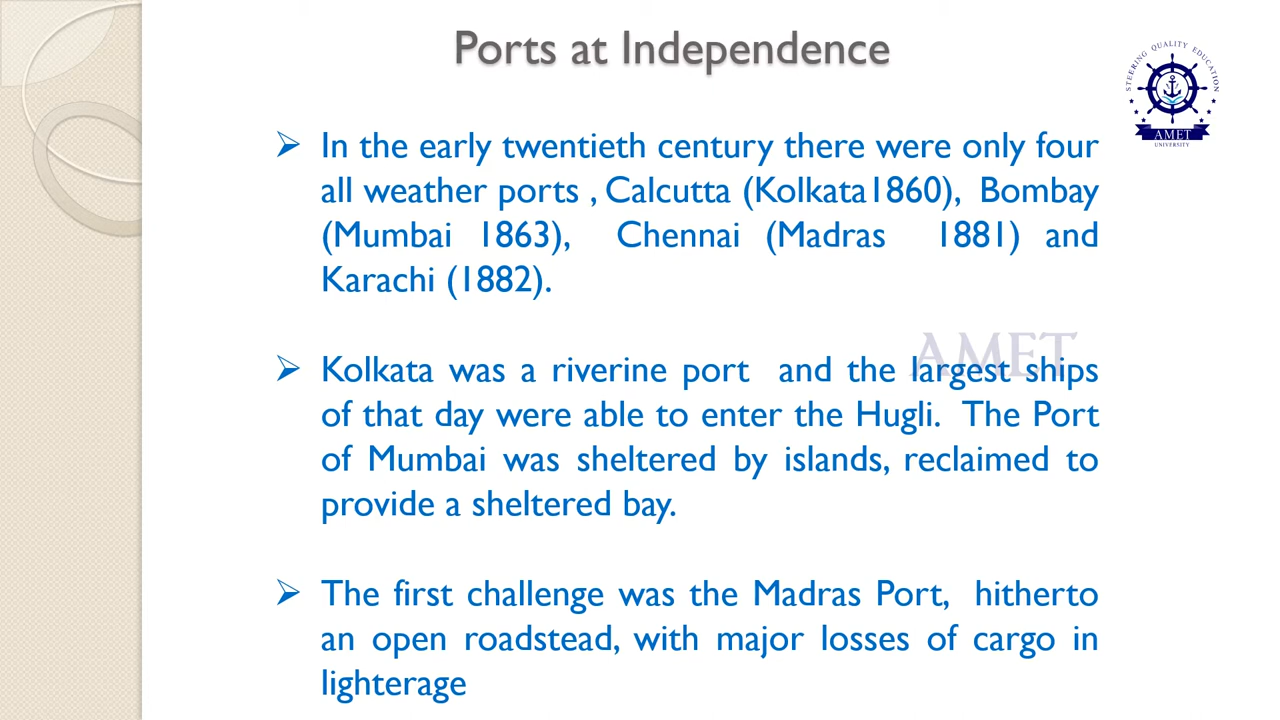 Ports at Independence
STEERING QUALITY EDUCATION
AMET
UNIVERSITY
➢ In the early twentieth century there were only four
all weather ports , Calcutta (Kolkata1860), Bombay
(Mumbai 1863), Chennai (Madras 1881) and
Karachi (1882).
AMET
➢ Kolkata was a riverine port and the largest ships
of that day were able to enter the Hugli. The Port
of Mumbai was sheltered by islands, reclaimed to
provide a sheltered bay.
➢ The first challenge was the Madras Port, hitherto
an open roadstead, with major losses of cargo in
lighterage